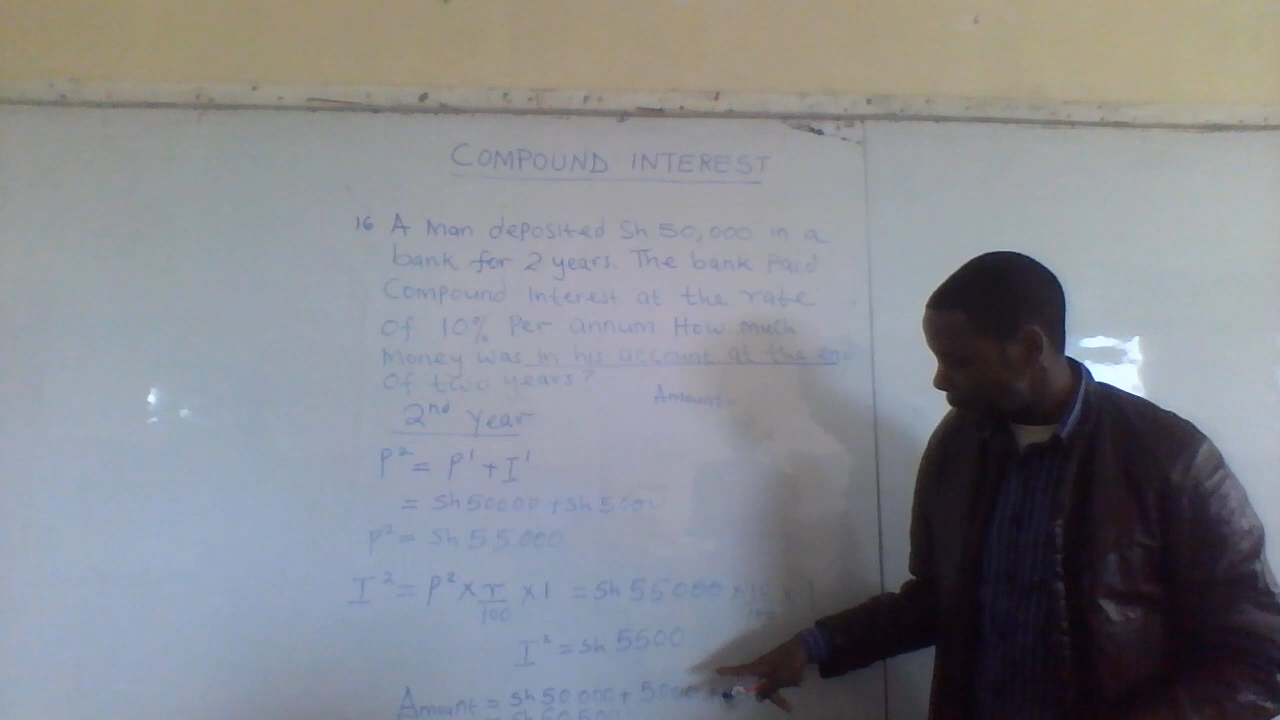 COMPOUND INTEREST
16 A Man deposited Sh 50,000 in a
bank for 2 years. The bank Paid
Compound Interest at the rate
Of 10% Per annum How much
Money was in his account at the end
Of two years?
Amount
2nd Year
P² = P¹ + I¹
= Sh 50000 + Sh 5000
P² = Sh 55000
I² = P² × r/100 × 1 = Sh 55000 × 10/100 × 1
I² = Sh 5500
Amount = Sh 50000 + 5000 +
= Sh 60500